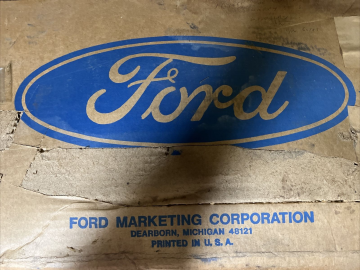 Ford
FORD MARKETING CORPORATION
DEARBORN, MICHIGAN 48121
PRINTED IN U.S.A.